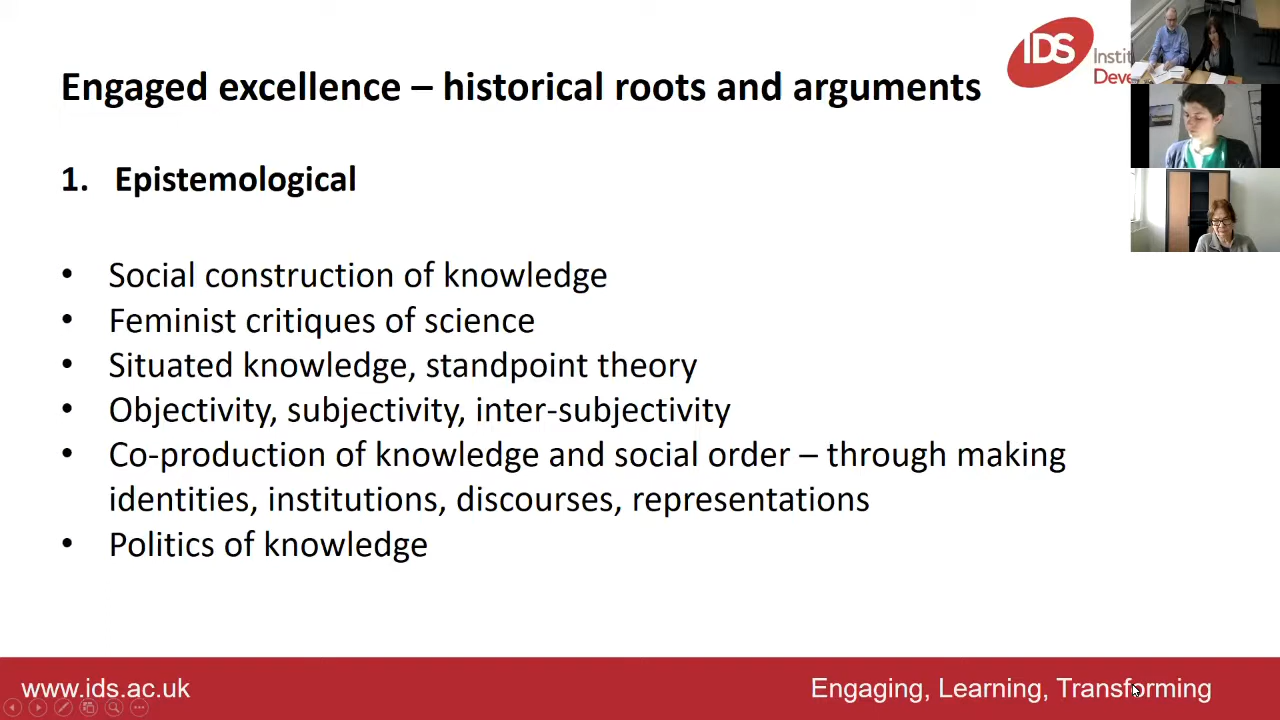 Engaged excellence – historical roots and arguments
IDS
Instit
Deve
1. Epistemological
• Social construction of knowledge
• Feminist critiques of science
• Situated knowledge, standpoint theory
• Objectivity, subjectivity, inter-subjectivity
• Co-production of knowledge and social order – through making
identities, institutions, discourses, representations
• Politics of knowledge
www.ids.ac.uk
Engaging, Learning, Transforming